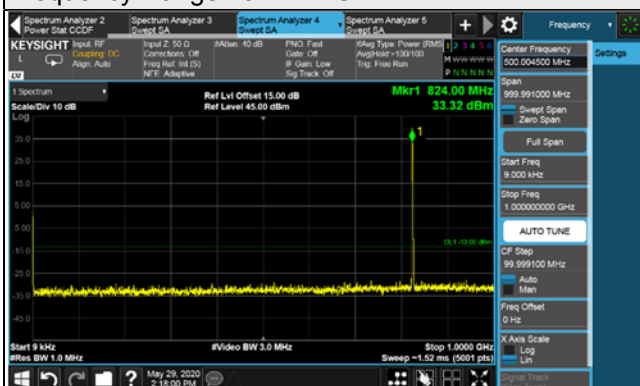 Spectrum Analyzer 2
Power Stat CCDF
Spectrum Analyzer 3
Swept SA
Spectrum Analyzer 4
Swept SA
Spectrum Analyzer 5
Swept SA
Frequency
KEYSIGHT
Input: RF
Coupling: DC
Align: Auto
Input Z: 50 Ω
Corrections: Off
Freq Ref: Int (S)
NFE: Adaptive
#Atten: 40 dB
PNO: Fast
Gate: Off
IF Gain: Low
Sig Track: Off
#Avg Type: Power (RMS
Avg|Hold:>100/100
Trig: Free Run
1 2 3 4 5 6
M W W W W W
P N N N N N
L
Center Frequency
500.004500 MHz
Settings
Span
999.991000 MHz
Swept Span
Zero Span
Full Span
Start Freq
9.000 kHz
Stop Freq
1.000000000 GHz
AUTO TUNE
CF Step
99.999100 MHz
Auto
Man
Freq Offset
0 Hz
X Axis Scale
Log
Lin
Signal Track
1 Spectrum
Scale/Div 10 dB
Log
Ref Lvl Offset 15.00 dB
Ref Level 45.00 dBm
Mkr1 824.00 MHz
33.32 dBm
1
35.0
25.0
15.0
5.00
-5.00
-15.0
-25.0
-35.0
-45.0
DL1 -13.00 dBm
Start 9 kHz
#Res BW 1.0 MHz
#Video BW 3.0 MHz
Stop 1.0000 GHz
Sweep ~1.52 ms (5001 pts)
May 29, 2020
2:18:00 PM